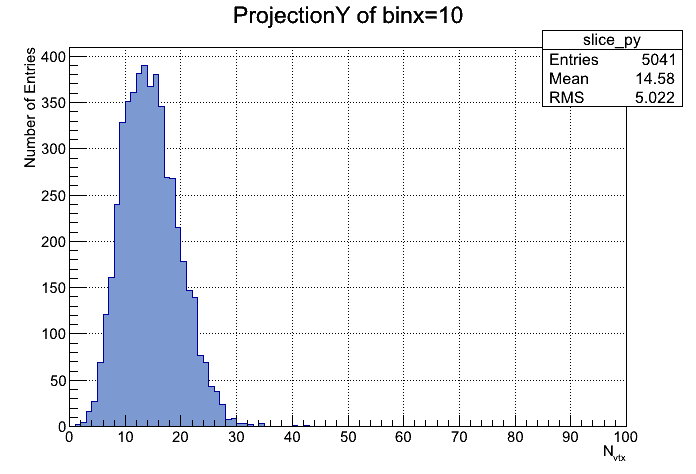 ProjectionY of binx=10
slice_py
Entries 5041
Mean 14.58
RMS 5.022
Number of Entries
400
350
300
250
200
150
100
50
0
0 10 20 30 40 50 60 70 80 90 100
N_vtx